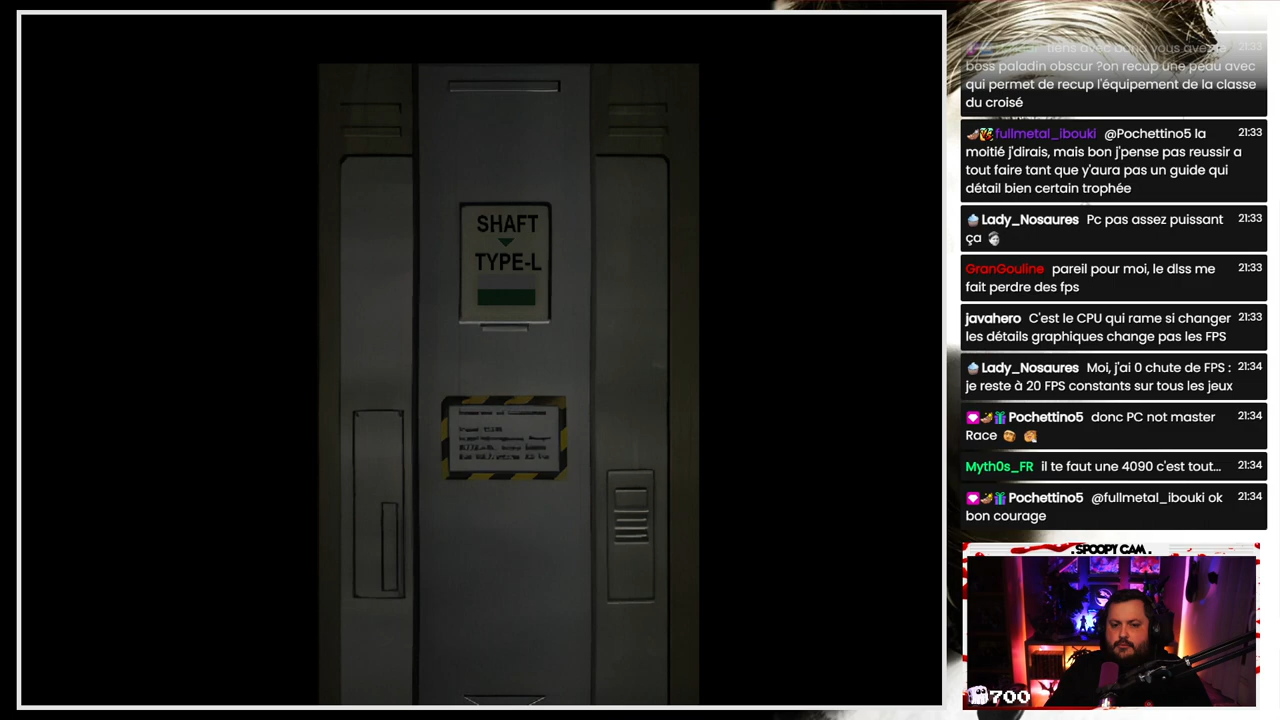 SHAFT
TYPE-L
21:33
boss paladin obscur ?on recup une peau avec
qui permet de recup l'équipement de la classe
du croisé
fullmetal_ibouki @Pochettino5 la 21:33
moitié j'dirais, mais bon j'pense pas reussir a
tout faire tant que y'aura pas un guide qui
détail bien certain trophée
Lady_Nosaures Pc pas assez puissant 21:33
ça
GranGouline pareil pour moi, le dlss me 21:33
fait perdre des fps
javahero C'est le CPU qui rame si changer 21:33
les détails graphiques change pas les FPS
Lady_Nosaures Moi, j'ai 0 chute de FPS : 21:34
je reste à 20 FPS constants sur tous les jeux
Pochettino5 donc PC not master 21:34
Race
Myth0s_FR il te faut une 4090 c'est tout... 21:34
Pochettino5 @fullmetal_ibouki ok 21:34
bon courage
. SPOOPY CAM .
700